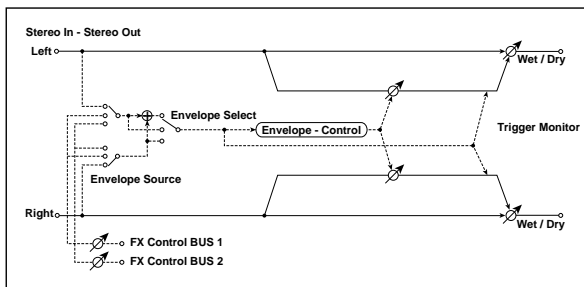 Stereo In - Stereo Out
Left
Wet / Dry
Envelope Select
Envelope - Control
Trigger Monitor
Envelope Source
Right
Wet / Dry
FX Control BUS 1
FX Control BUS 2